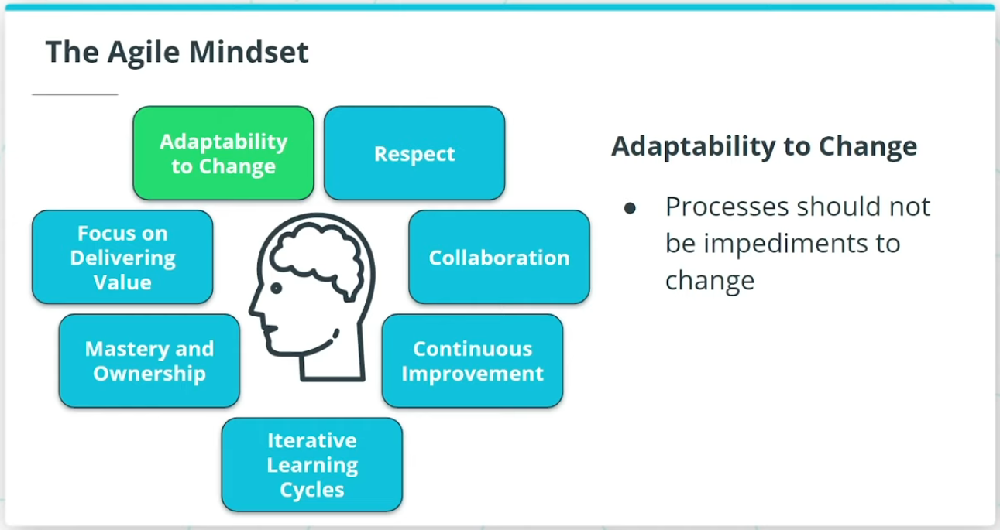 The Agile Mindset
Adaptability
to Change
Respect
Focus on
Delivering
Value
Collaboration
Mastery and
Ownership
Continuous
Improvement
Iterative
Learning
Cycles
Adaptability to Change
● Processes should not
be impediments to
change